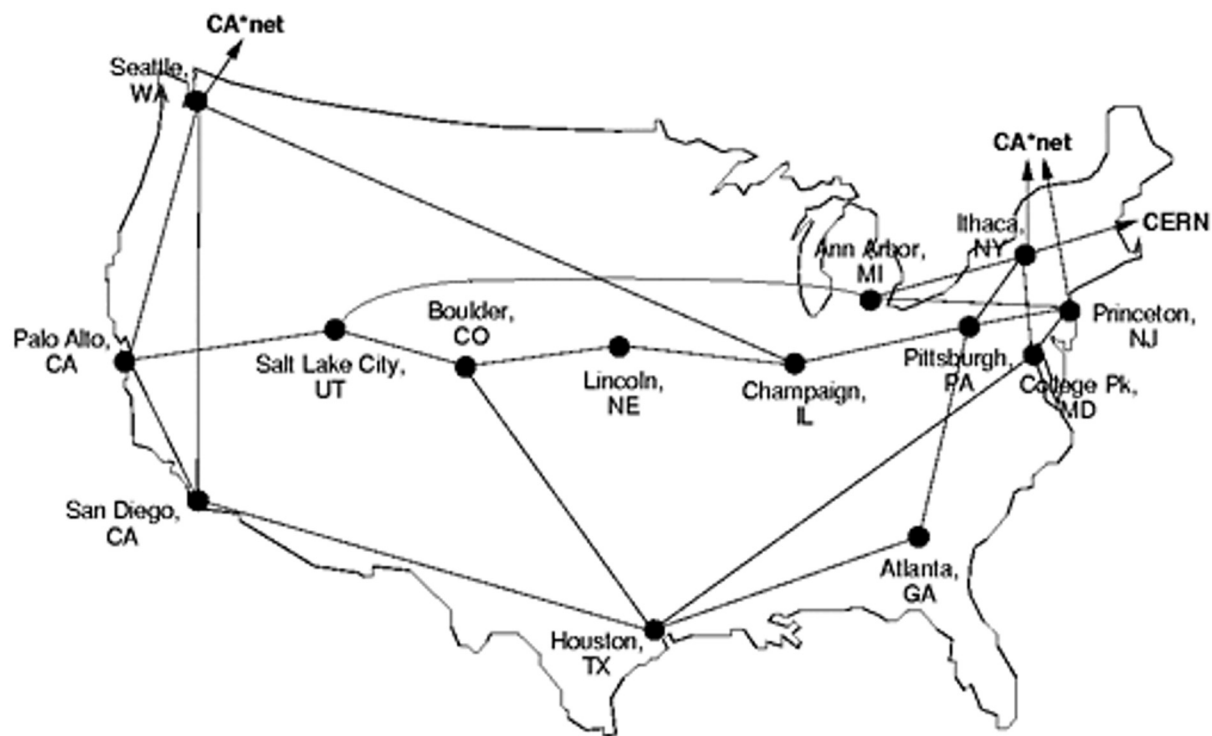 CA*net
Seattle,
WA
CA*net
Ithaca,
NY
CERN
Ann Arbor,
MI
Boulder,
CO
Princeton,
NJ
Palo Alto,
CA
Salt Lake City,
UT
Lincoln,
NE
Champaign,
IL
Pittsburgh,
PA
College Pk,
MD
San Diego,
CA
Atlanta,
GA
Houston,
TX